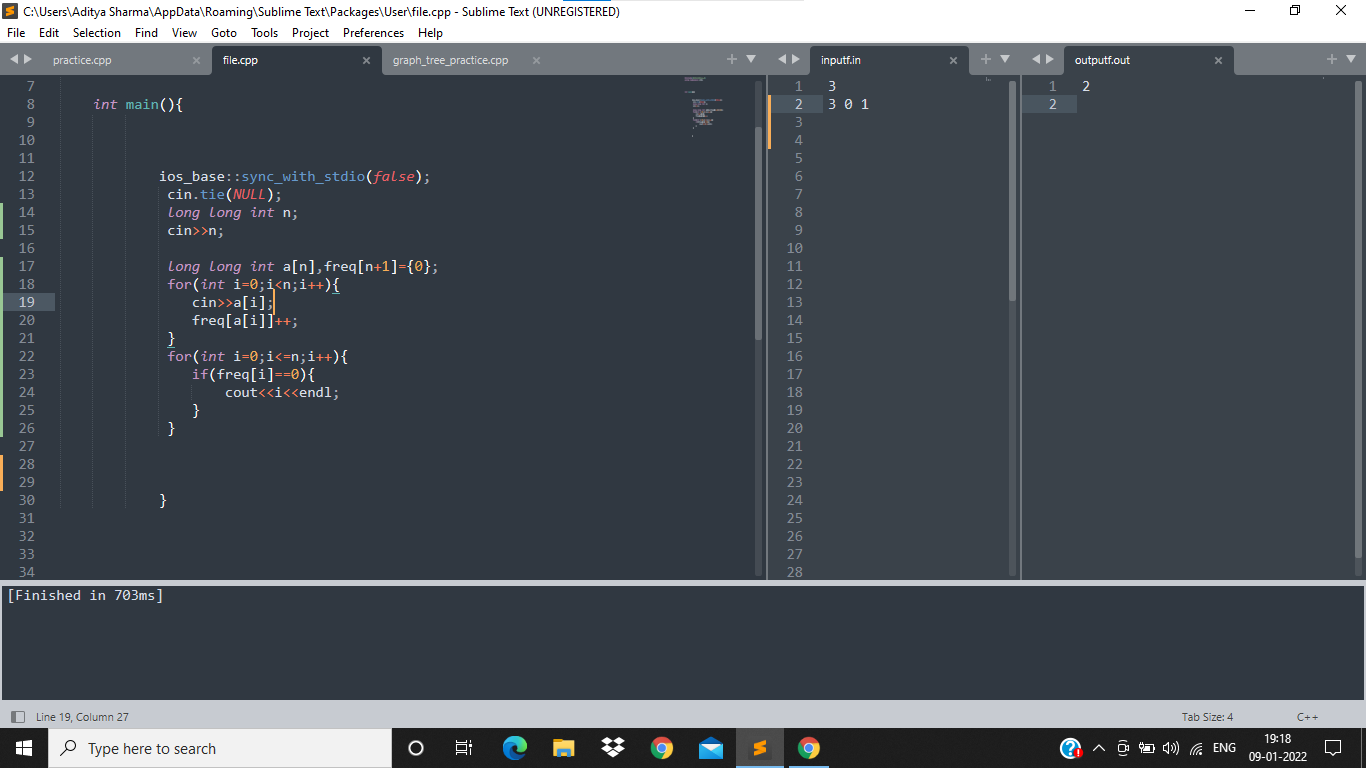 C:\Users\Aditya Sharma\AppData\Roaming\Sublime Text\Packages\User\file.cpp - Sublime Text (UNREGISTERED)
File Edit Selection Find View Goto Tools Project Preferences Help
practice.cpp × file.cpp × graph_tree_practice.cpp × inputf.in × outputf.out ×
7
8 int main(){
9
10
11
12 ios_base::sync_with_stdio(false);
13 cin.tie(NULL);
14 long long int n;
15 cin>>n;
16
17 long long int a[n],freq[n+1]={0};
18 for(int i=0;i<n;i++){
19 cin>>a[i];
20 freq[a[i]]++;
21 }
22 for(int i=0;i<=n;i++){
23 if(freq[i]==0){
24 cout<<i<<endl;
25 }
26 }
27
28
29
30 }
31
32
33
34
1 3
2 3 0 1
3
4
5
6
7
8
9
10
11
12
13
14
15
16
17
18
19
20
21
22
23
24
25
26
27
28
1 2
2
[Finished in 703ms]
Line 19, Column 27 Tab Size: 4 C++
Type here to search ENG 19:18
09-01-2022